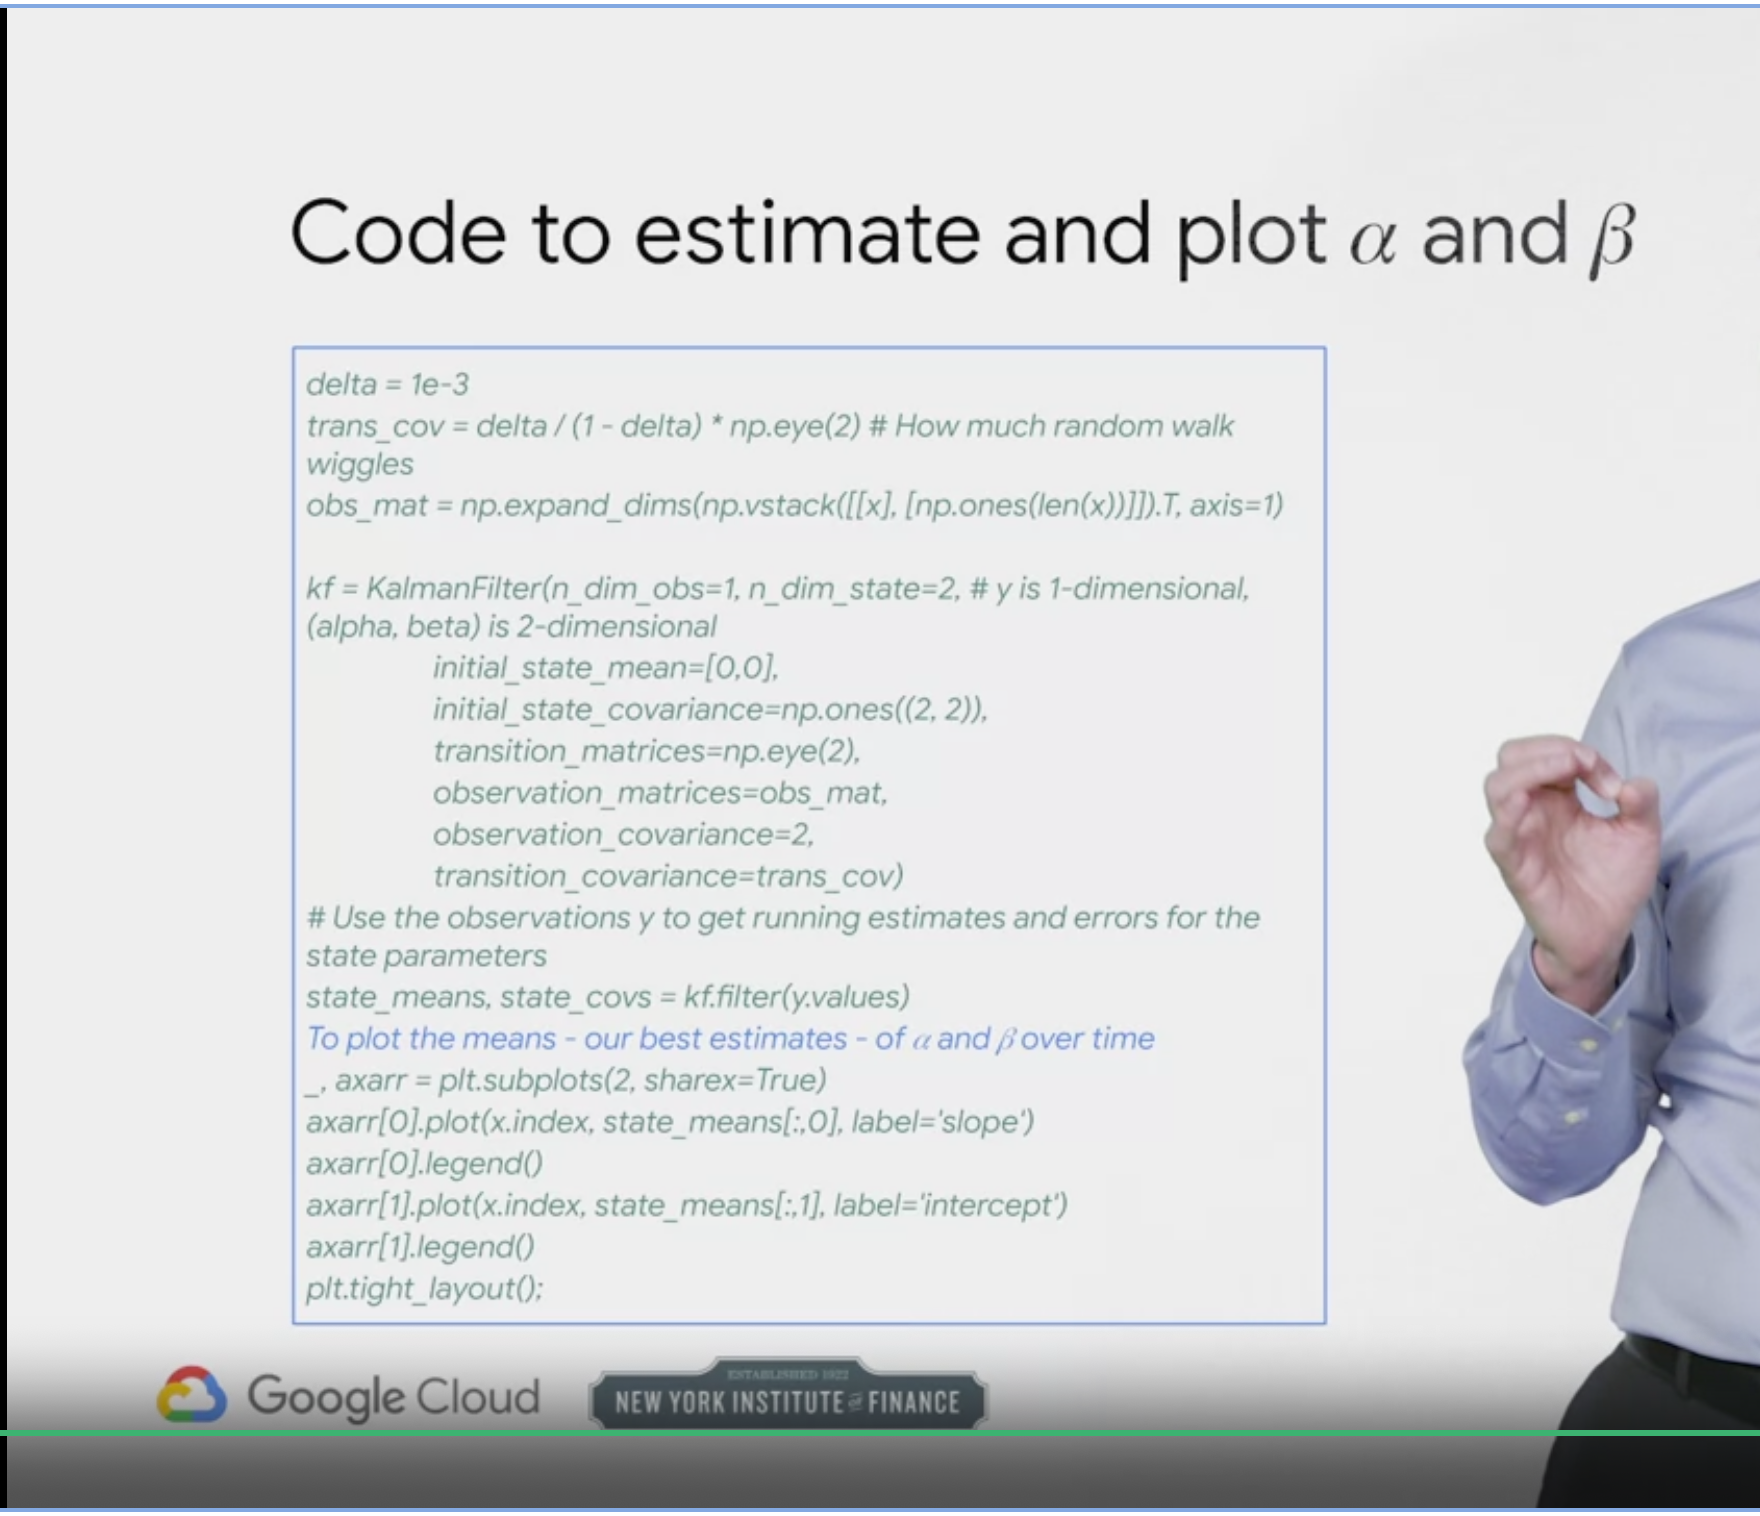 Code to estimate and plot α and β
delta = 1e-3
trans_cov = delta / (1 - delta) * np.eye(2) # How much random walk
wiggles
obs_mat = np.expand_dims(np.vstack([[x], [np.ones(len(x))]]).T, axis=1)
kf = KalmanFilter(n_dim_obs=1, n_dim_state=2, # y is 1-dimensional,
(alpha, beta) is 2-dimensional
initial_state_mean=[0,0],
initial_state_covariance=np.ones((2, 2)),
transition_matrices=np.eye(2),
observation_matrices=obs_mat,
observation_covariance=2,
transition_covariance=trans_cov)
# Use the observations y to get running estimates and errors for the
state parameters
state_means, state_covs = kf.filter(y.values)
To plot the means - our best estimates - of α and β over time
_, axarr = plt.subplots(2, sharex=True)
axarr[0].plot(x.index, state_means[:,0], label='slope')
axarr[0].legend()
axarr[1].plot(x.index, state_means[:,1], label='intercept')
axarr[1].legend()
plt.tight_layout();
Google Cloud
ESTABLISHED 1922
NEW YORK INSTITUTE OF FINANCE